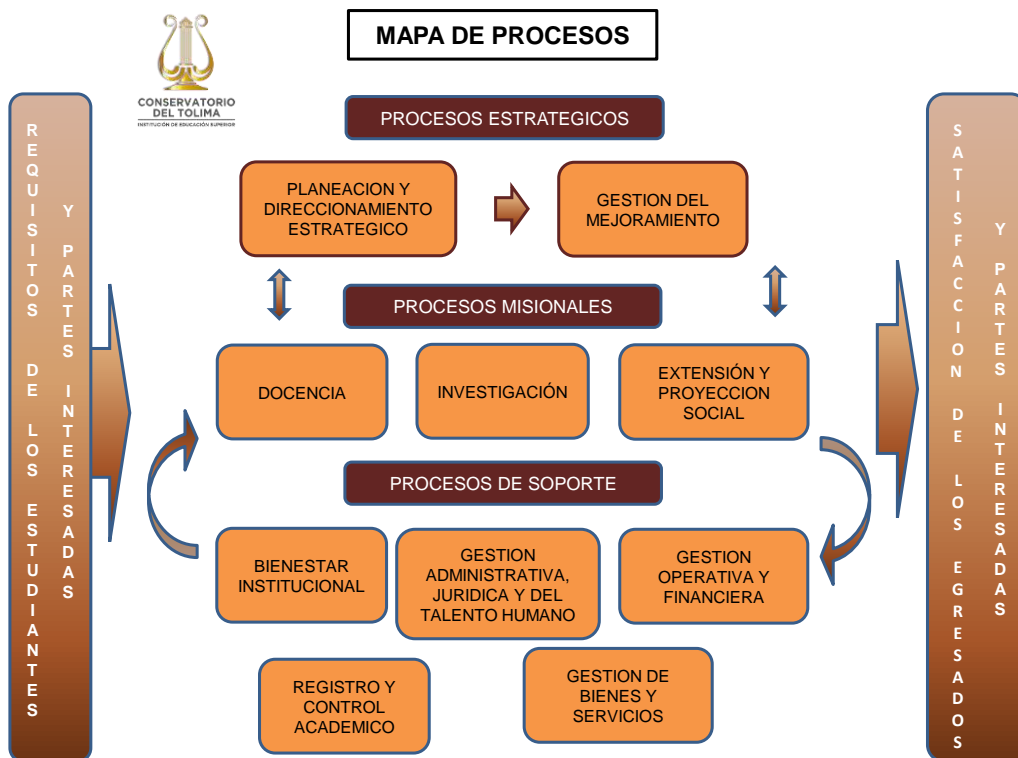 MAPA DE PROCESOS
CONSERVATORIO
DEL TOLIMA
INSTITUCIÓN DE EDUCACIÓN SUPERIOR
REQUISITOS DE LOS ESTUDIANTES
Y PARTES INTERESADAS
PROCESOS ESTRATEGICOS
PLANEACION Y
DIRECCIONAMIENTO
ESTRATEGICO
GESTION DEL
MEJORAMIENTO
PROCESOS MISIONALES
DOCENCIA
INVESTIGACIÓN
EXTENSIÓN Y
PROYECCION
SOCIAL
PROCESOS DE SOPORTE
BIENESTAR
INSTITUCIONAL
GESTION
ADMINISTRATIVA,
JURIDICA Y DEL
TALENTO HUMANO
GESTION
OPERATIVA Y
FINANCIERA
REGISTRO Y
CONTROL
ACADEMICO
GESTION DE
BIENES Y
SERVICIOS
SATISFACCION DE LOS EGRESADOS
Y PARTES INTERESADAS